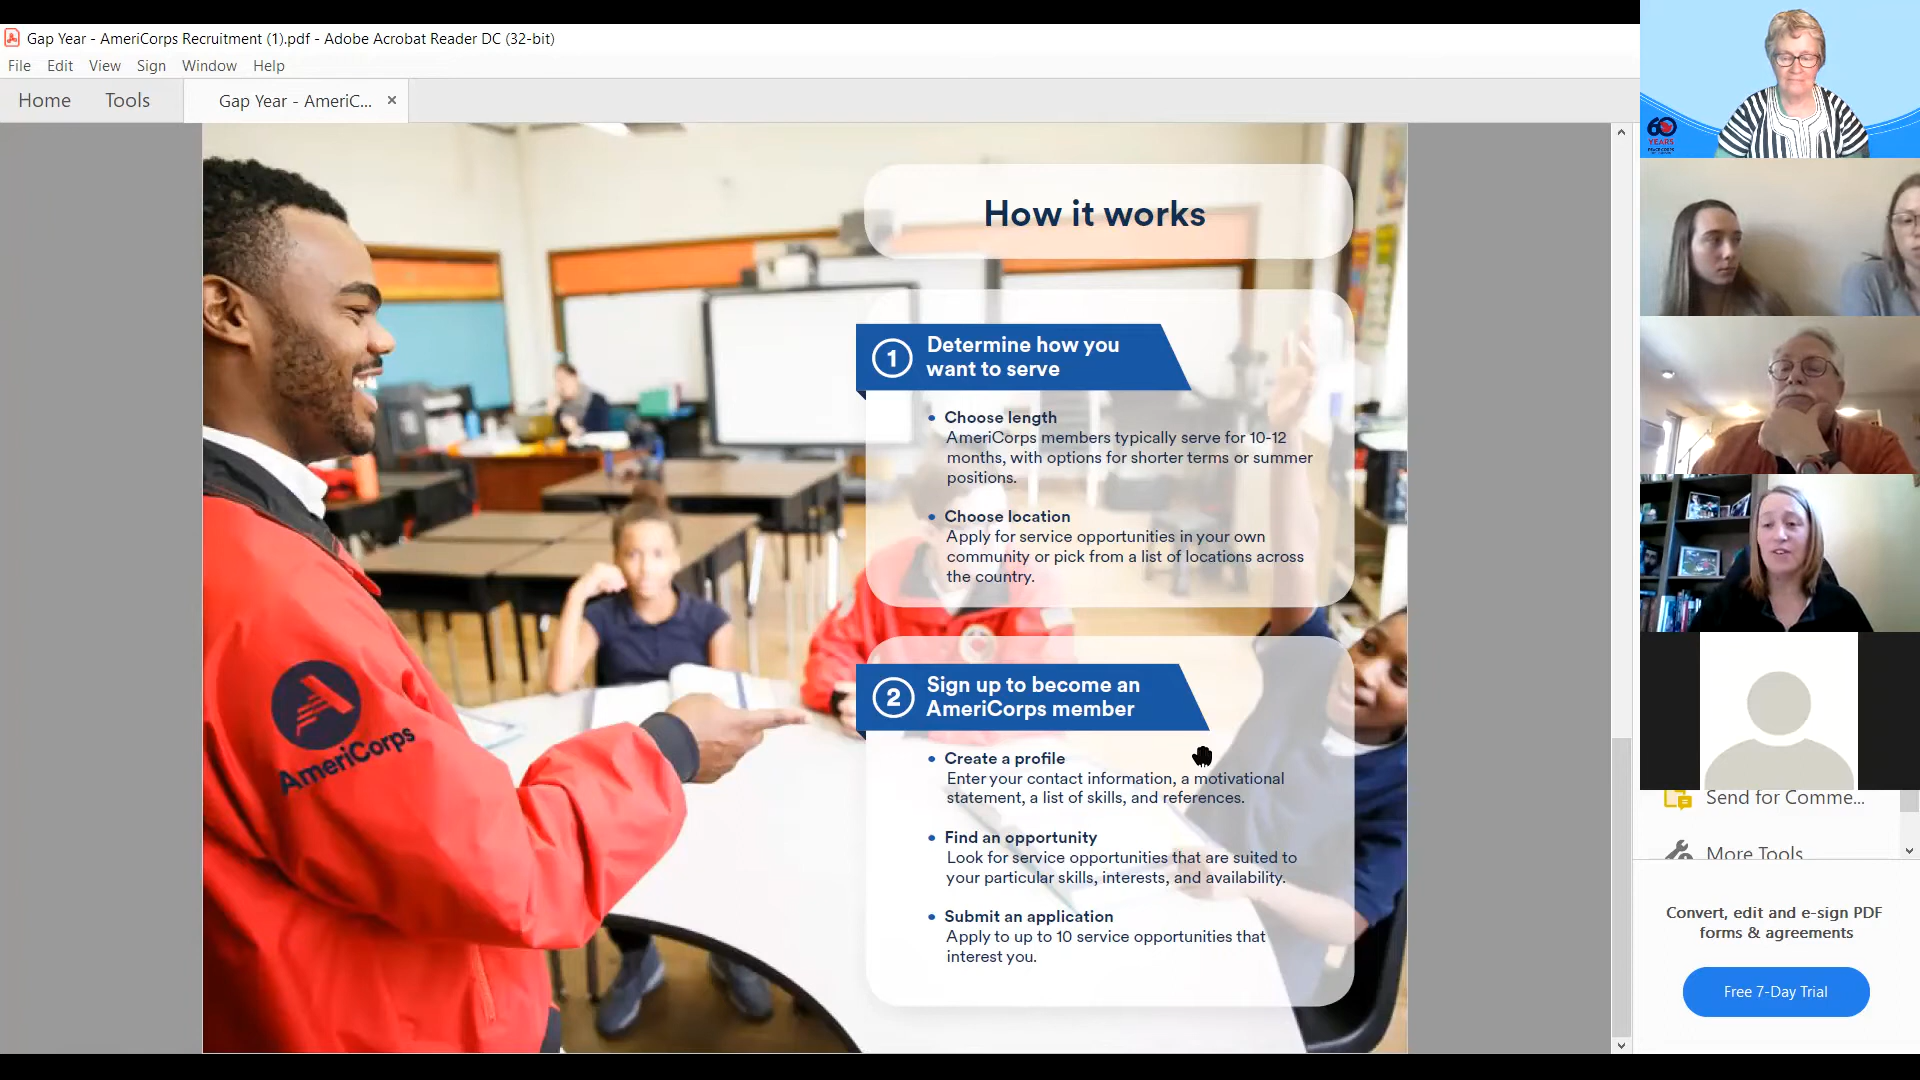 Gap Year - AmeriCorps Recruitment (1).pdf - Adobe Acrobat Reader DC (32-bit)
File Edit View Sign Window Help
Home Tools Gap Year - AmeriC... ×
How it works
1 Determine how you
want to serve
• Choose length
AmeriCorps members typically serve for 10-12
months, with options for shorter terms or summer
positions.
• Choose location
Apply for service opportunities in your own
community or pick from a list of locations across
the country.
2 Sign up to become an
AmeriCorps member
• Create a profile
Enter your contact information, a motivational
statement, a list of skills, and references.
• Find an opportunity
Look for service opportunities that are suited to
your particular skills, interests, and availability.
• Submit an application
Apply to up to 10 service opportunities that
interest you.
AmeriCorps
60
YEARS
Send for Comme...
More Tools
Convert, edit and e-sign PDF
forms & agreements
Free 7-Day Trial